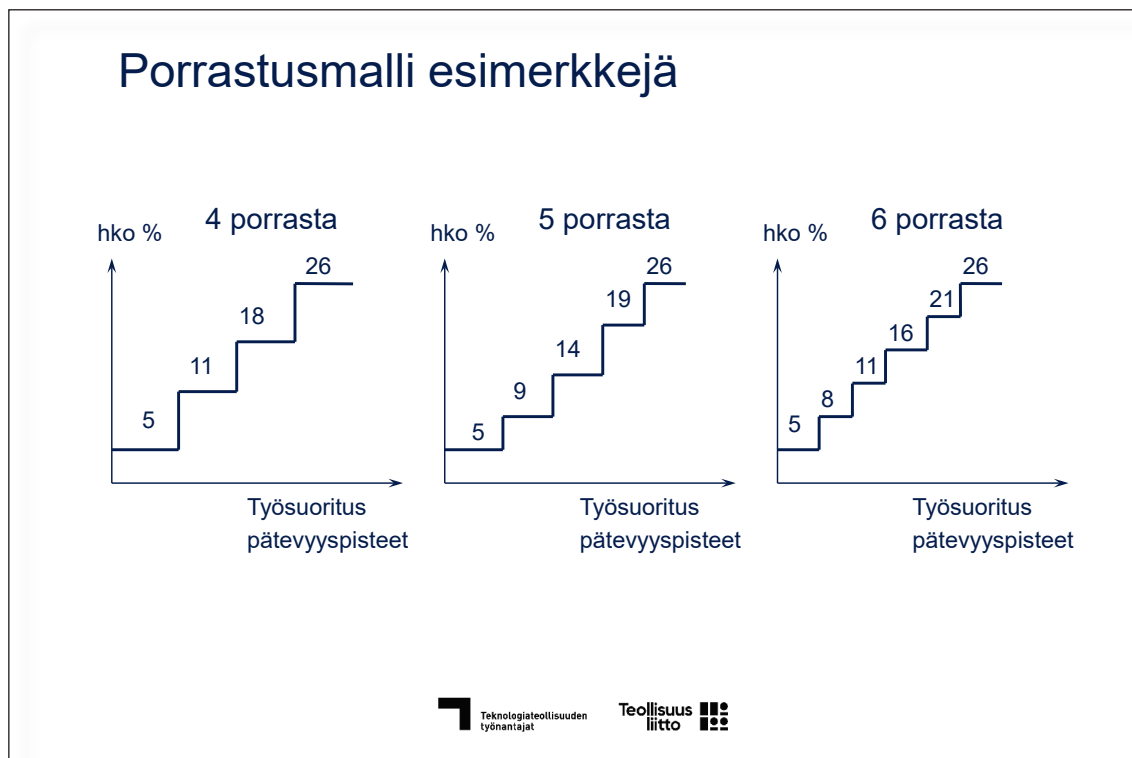 Porrastusmalli esimerkkejä
4 porrasta
hko %
5
11
18
26
Työsuoritus
pätevyyspisteet
5 porrasta
hko %
5
9
14
19
26
Työsuoritus
pätevyyspisteet
6 porrasta
hko %
5
8
11
16
21
26
Työsuoritus
pätevyyspisteet
Teknologiateollisuuden
työnantajat
Teollisuus
liitto